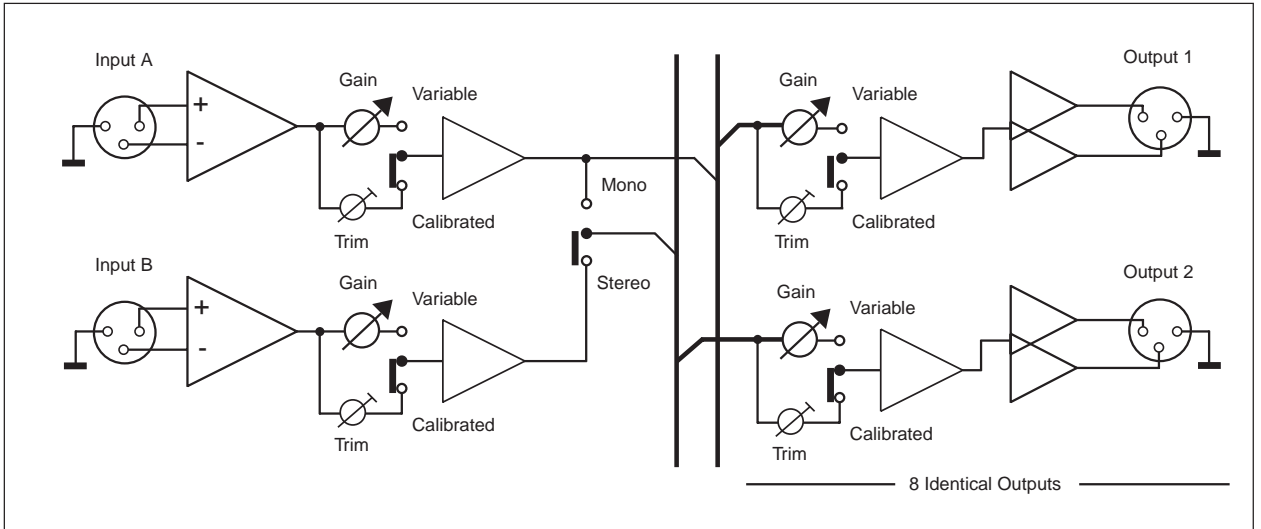 Input A
+
-
Gain
Variable
Trim
Calibrated
Mono
Input B
+
-
Gain
Variable
Trim
Calibrated
Stereo
Gain
Variable
Trim
Calibrated
Output 1
Gain
Variable
Trim
Calibrated
Output 2
8 Identical Outputs